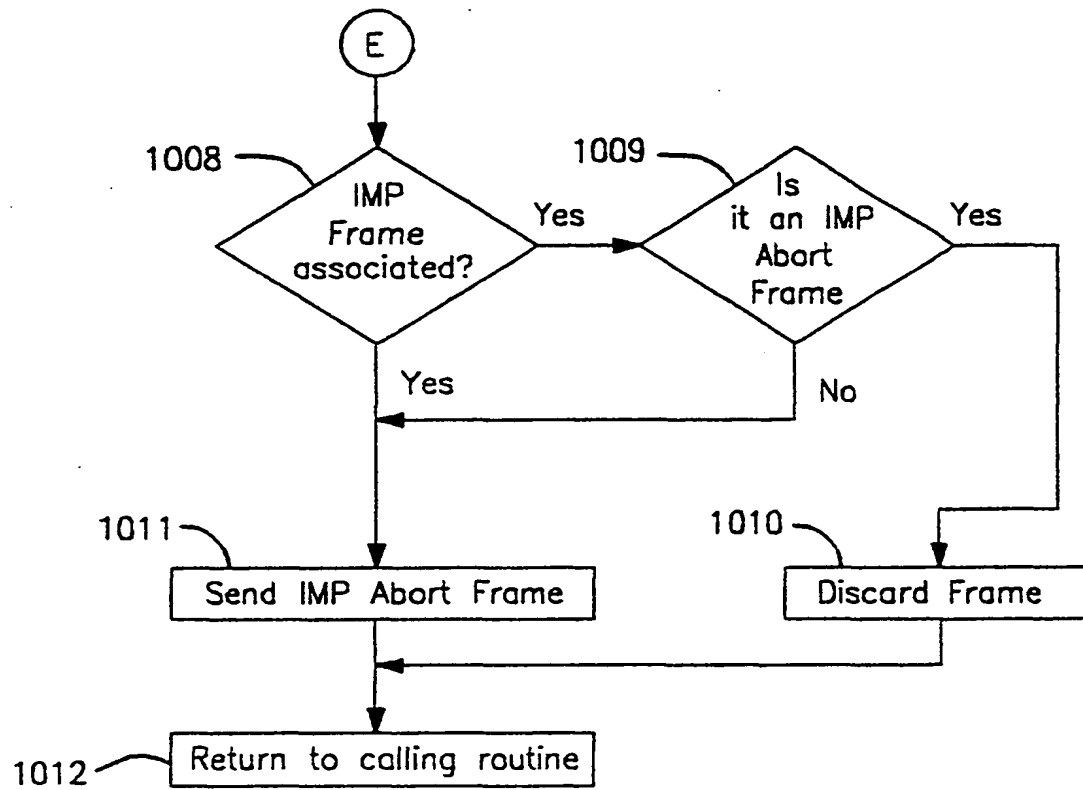 E
1008
IMP
Frame
associated?
Yes
1009
Is
it an IMP
Abort
Frame
Yes
Yes
No
1011
Send IMP Abort Frame
1010
Discard Frame
1012
Return to calling routine